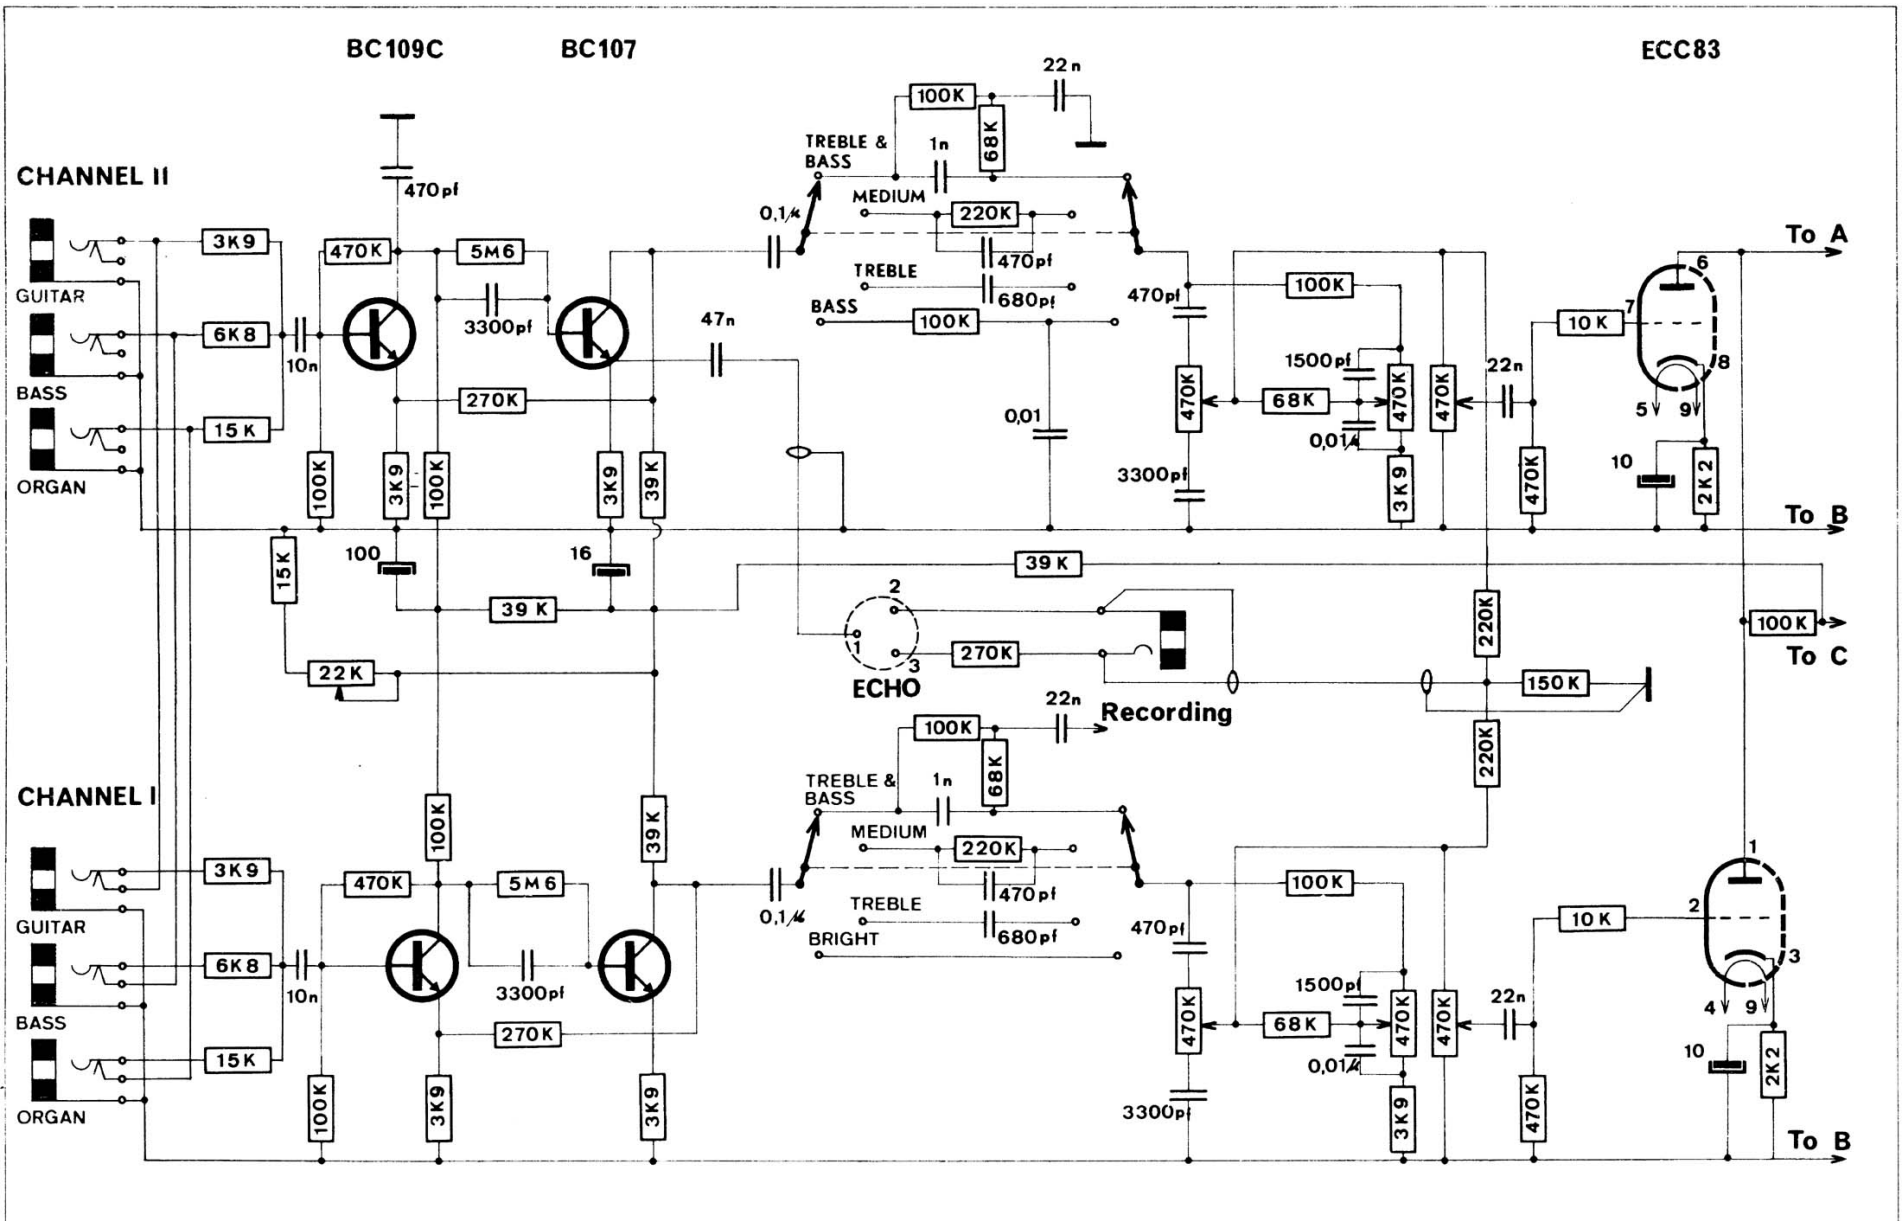 BC109C
BC107
ECC83
22n
100K
68K
TREBLE &
BASS
1n
CHANNEL II
470pf
MEDIUM
0,1µ
220K
3K9
470K
5M6
470pf
To A
6
TREBLE
GUITAR
680pf
470pf
100K
BASS
3300pf
47n
100K
7
10K
6K8
10n
1500pf
22n
8
BASS
270K
470K
68K
470K
470K
5
9
0,01
0,01µ
15K
ORGAN
100K
3K9
100K
3K9
39K
3300pf
3K9
470K
10
2K2
To B
15K
100
16
39K
2
39K
220K
100K
1
22K
270K
3
To C
ECHO
150K
22n
Recording
100K
68K
220K
CHANNEL I
TREBLE &
BASS
1n
100K
39K
MEDIUM
220K
1
3K9
470K
5M6
470pf
100K
0,1µ
TREBLE
2
10K
GUITAR
680pf
470pf
BRIGHT
3
6K8
10n
3300pf
1500pf
22n
4
9
BASS
270K
470K
68K
470K
470K
15K
0,01µ
10
2K2
ORGAN
100K
3K9
3K9
3300pf
3K9
470K
To B